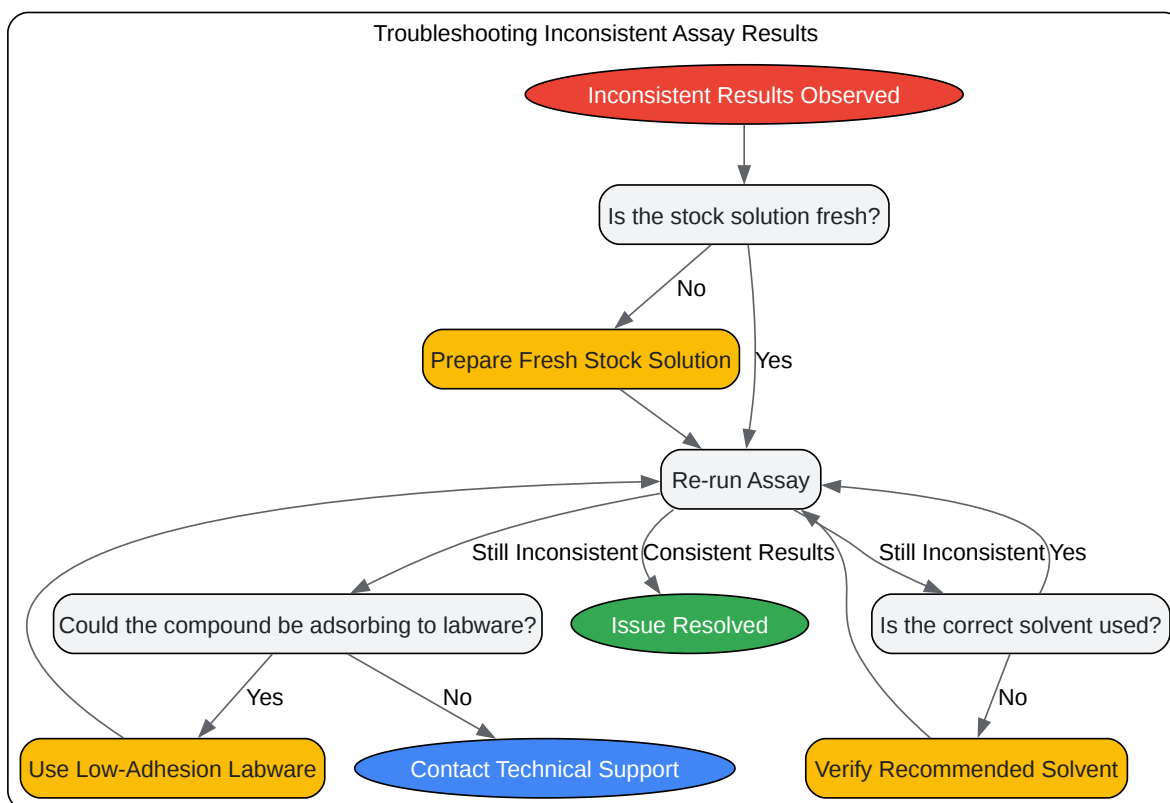 Troubleshooting Inconsistent Assay Results
Inconsistent Results Observed
Is the stock solution fresh?
No
Prepare Fresh Stock Solution
Yes
Re-run Assay
Still Inconsistent
Consistent Results
Still Inconsistent
Yes
Could the compound be adsorbing to labware?
Issue Resolved
Is the correct solvent used?
Yes
No
No
Use Low-Adhesion Labware
Contact Technical Support
Verify Recommended Solvent